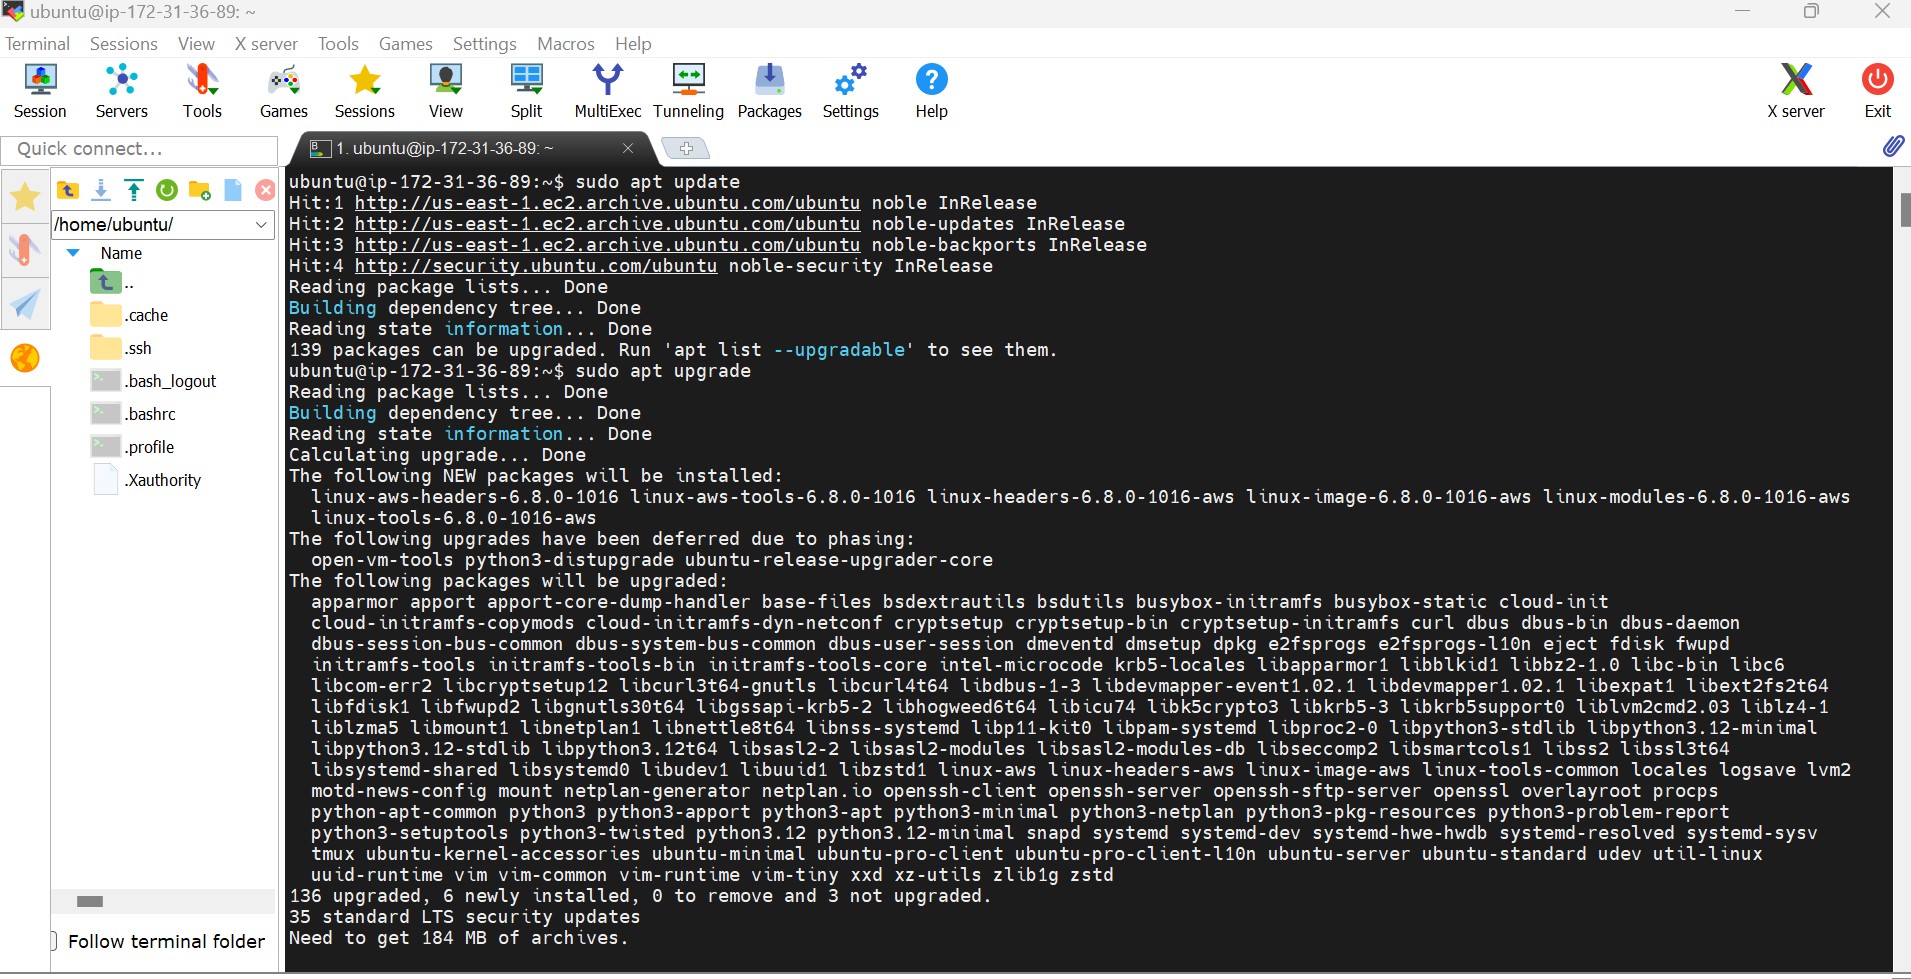 ubuntu@ip-172-31-36-89: ~
Terminal Sessions View X server Tools Games Settings Macros Help
Session Servers Tools Games Sessions View Split MultiExec Tunneling Packages Settings Help X server Exit
Quick connect...
1. ubuntu@ip-172-31-36-89: ~
/home/ubuntu/
Name
..
.cache
.ssh
.bash_logout
.bashrc
.profile
.Xauthority
Follow terminal folder
ubuntu@ip-172-31-36-89:~$ sudo apt update
Hit:1 http://us-east-1.ec2.archive.ubuntu.com/ubuntu noble InRelease
Hit:2 http://us-east-1.ec2.archive.ubuntu.com/ubuntu noble-updates InRelease
Hit:3 http://us-east-1.ec2.archive.ubuntu.com/ubuntu noble-backports InRelease
Hit:4 http://security.ubuntu.com/ubuntu noble-security InRelease
Reading package lists... Done
Building dependency tree... Done
Reading state information... Done
139 packages can be upgraded. Run 'apt list --upgradable' to see them.
ubuntu@ip-172-31-36-89:~$ sudo apt upgrade
Reading package lists... Done
Building dependency tree... Done
Reading state information... Done
Calculating upgrade... Done
The following NEW packages will be installed:
linux-aws-headers-6.8.0-1016 linux-aws-tools-6.8.0-1016 linux-headers-6.8.0-1016-aws linux-image-6.8.0-1016-aws linux-modules-6.8.0-1016-aws
linux-tools-6.8.0-1016-aws
The following upgrades have been deferred due to phasing:
open-vm-tools python3-distupgrade ubuntu-release-upgrader-core
The following packages will be upgraded:
apparmor apport apport-core-dump-handler base-files bsdextrautils bsdutils busybox-initramfs busybox-static cloud-init
cloud-initramfs-copymods cloud-initramfs-dyn-netconf cryptsetup cryptsetup-bin cryptsetup-initramfs curl dbus dbus-bin dbus-daemon
dbus-session-bus-common dbus-system-bus-common dbus-user-session dmeventd dmsetup dpkg e2fsprogs e2fsprogs-l10n eject fdisk fwupd
initramfs-tools initramfs-tools-bin initramfs-tools-core intel-microcode krb5-locales libapparmor1 libblkid1 libbz2-1.0 libc-bin libc6
libcom-err2 libcryptsetup12 libcurl3t64-gnutls libcurl4t64 libdbus-1-3 libdevmapper-event1.02.1 libdevmapper1.02.1 libexpat1 libext2fs2t64
libfdisk1 libfwupd2 libgnutls30t64 libgssapi-krb5-2 libhogweed6t64 libicu74 libk5crypto3 libkrb5-3 libkrb5support0 liblvm2cmd2.03 liblz4-1
liblzma5 libmount1 libnetplan1 libnettle8t64 libnss-systemd libp11-kit0 libpam-systemd libproc2-0 libpython3-stdlib libpython3.12-minimal
libpython3.12-stdlib libpython3.12t64 libsasl2-2 libsasl2-modules libsasl2-modules-db libseccomp2 libsmartcols1 libss2 libssl3t64
libsystemd-shared libsystemd0 libudev1 libuuid1 libzstd1 linux-aws linux-headers-aws linux-image-aws linux-tools-common locales logsave lvm2
motd-news-config mount netplan-generator netplan.io openssh-client openssh-server openssh-sftp-server openssl overlayroot procps
python-apt-common python3 python3-apport python3-apt python3-minimal python3-netplan python3-pkg-resources python3-problem-report
python3-setuptools python3-twisted python3.12 python3.12-minimal snapd systemd systemd-dev systemd-hwe-hwdb systemd-resolved systemd-sysv
tmux ubuntu-kernel-accessories ubuntu-minimal ubuntu-pro-client ubuntu-pro-client-l10n ubuntu-server ubuntu-standard udev util-linux
uuid-runtime vim vim-common vim-runtime vim-tiny xxd xz-utils zlib1g zstd
136 upgraded, 6 newly installed, 0 to remove and 3 not upgraded.
35 standard LTS security updates
Need to get 184 MB of archives.